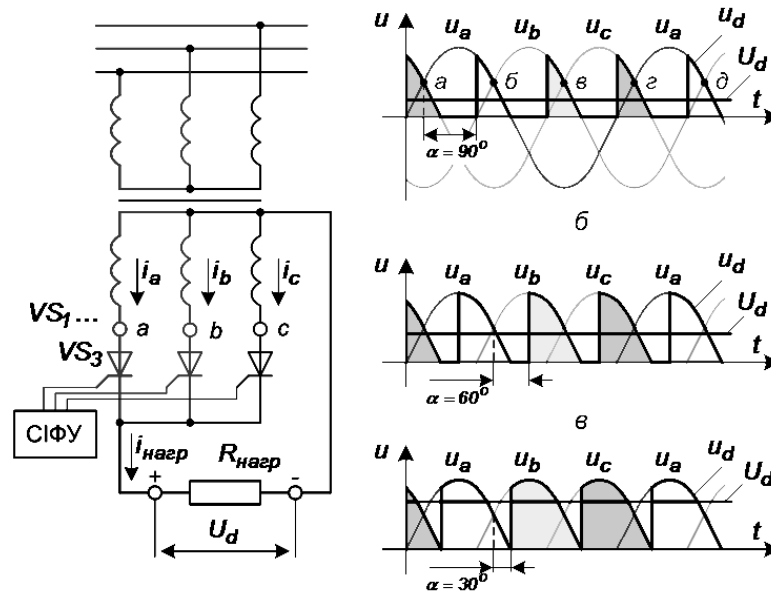 u u_a u_b u_c u_a u_d
U_d
а б в г д
t
α = 90°
б
i_a i_b i_c
VS₁ ...
a b c
VS₃
СІФУ
i_нагр R_нагр
+ -
U_d
u u_a u_b u_c u_a u_d
U_d
t
α = 60°
в
u u_a u_b u_c u_a u_d
U_d
t
α = 30°